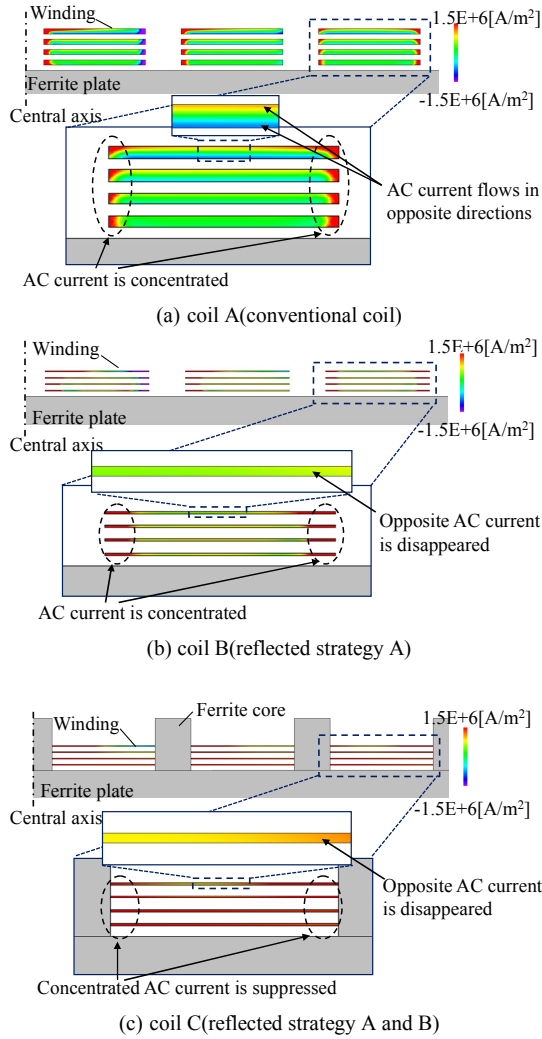 1.5E+6[A/m²]
Winding
Ferrite plate
-1.5E+6[A/m²]
Central axis
AC current flows in
opposite directions
AC current is concentrated
(a) coil A(conventional coil)
1.5E+6[A/m²]
Winding
Ferrite plate
-1.5E+6[A/m²]
Central axis
Opposite AC current
is disappeared
AC current is concentrated
(b) coil B(reflected strategy A)
Ferrite core
1.5E+6[A/m²]
Winding
Ferrite plate
-1.5E+6[A/m²]
Central axis
Opposite AC current
is disappeared
Concentrated AC current is suppressed
(c) coil C(reflected strategy A and B)